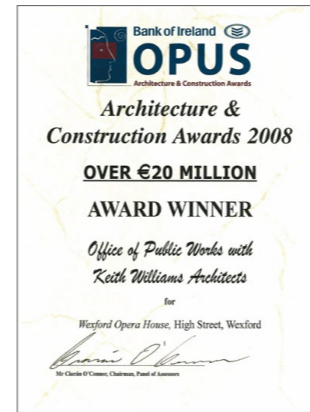 Bank of Ireland
OPUS
Architecture & Construction Awards
Architecture &
Construction Awards 2008
OVER €20 MILLION
AWARD WINNER
Office of Public Works with
Keith Williams Architects
for
Wexford Opera House, High Street, Wexford
Ciarán O'Connor
Mr Ciarán O'Connor, Chairman, Panel of Assessors